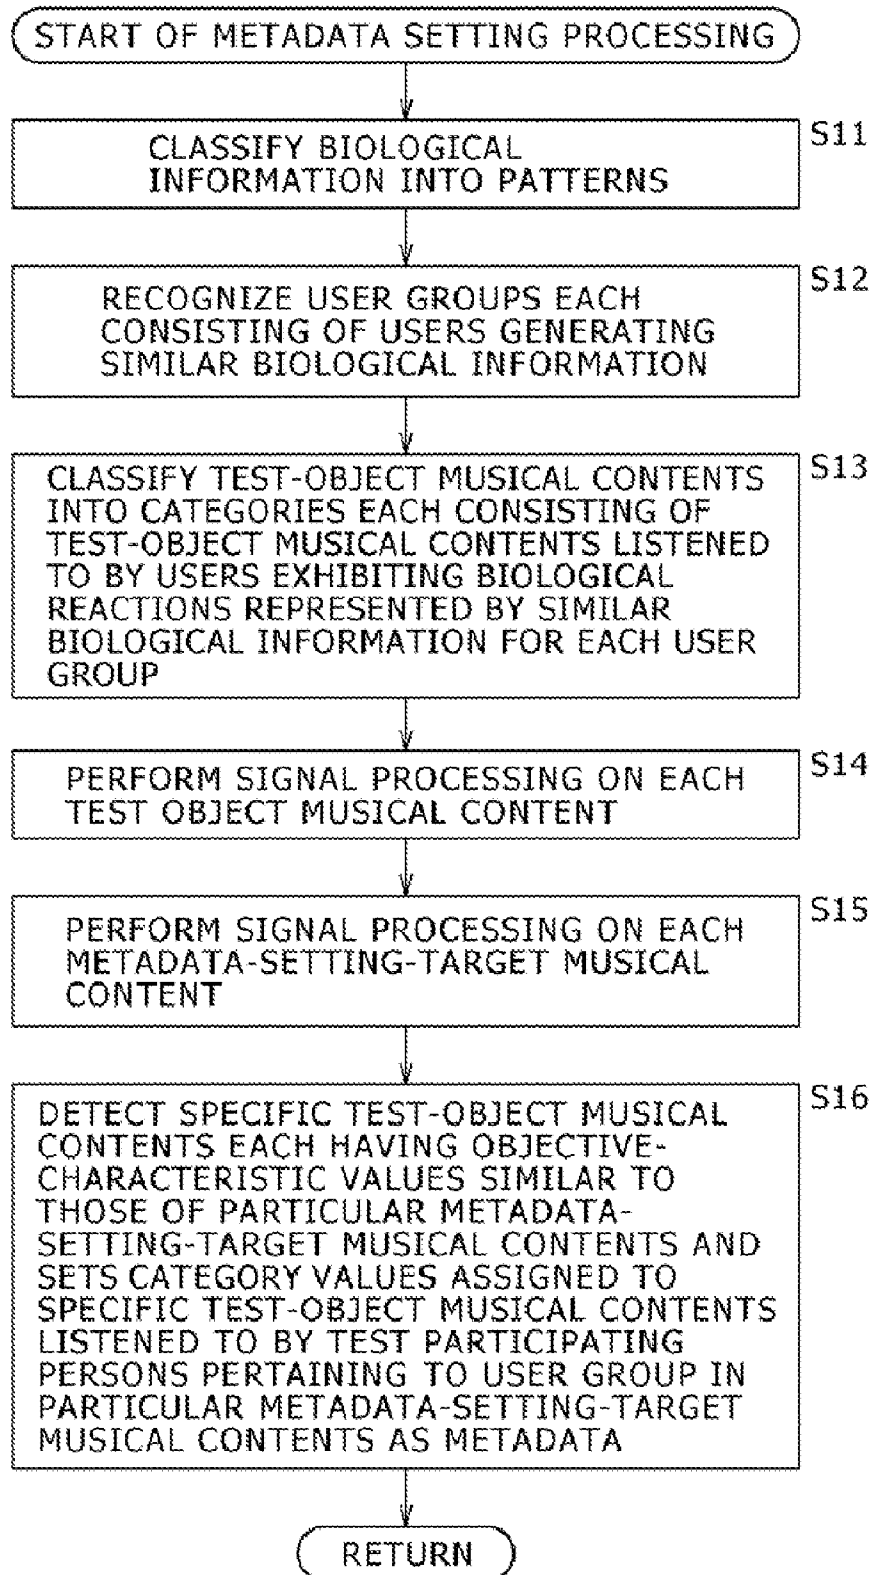 START OF METADATA SETTING PROCESSING
S11
CLASSIFY BIOLOGICAL
INFORMATION INTO PATTERNS
S12
RECOGNIZE USER GROUPS EACH
CONSISTING OF USERS GENERATING
SIMILAR BIOLOGICAL INFORMATION
S13
CLASSIFY TEST-OBJECT MUSICAL CONTENTS
INTO CATEGORIES EACH CONSISTING OF
TEST-OBJECT MUSICAL CONTENTS LISTENED
TO BY USERS EXHIBITING BIOLOGICAL
REACTIONS REPRESENTED BY SIMILAR
BIOLOGICAL INFORMATION FOR EACH USER
GROUP
S14
PERFORM SIGNAL PROCESSING ON EACH
TEST OBJECT MUSICAL CONTENT
S15
PERFORM SIGNAL PROCESSING ON EACH
METADATA-SETTING-TARGET MUSICAL
CONTENT
S16
DETECT SPECIFIC TEST-OBJECT MUSICAL
CONTENTS EACH HAVING OBJECTIVE-
CHARACTERISTIC VALUES SIMILAR TO
THOSE OF PARTICULAR METADATA-
SETTING-TARGET MUSICAL CONTENTS AND
SETS CATEGORY VALUES ASSIGNED TO
SPECIFIC TEST-OBJECT MUSICAL CONTENTS
LISTENED TO BY TEST PARTICIPATING
PERSONS PERTAINING TO USER GROUP IN
PARTICULAR METADATA-SETTING-TARGET
MUSICAL CONTENTS AS METADATA
RETURN